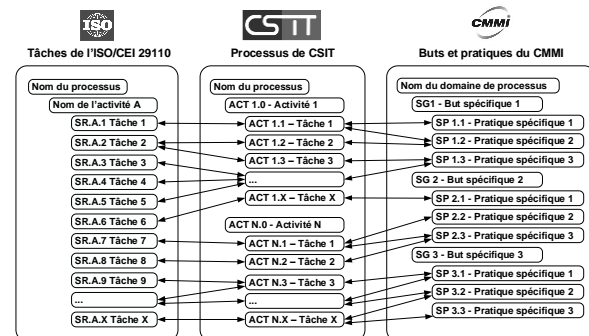 ISO
CSiT
CMMi
Tâches de l'ISO/CEI 29110
Processus de CSIT
Buts et pratiques du CMMI
Nom du processus
Nom de l'activité A
SR.A.1 Tâche 1
SR.A.2 Tâche 2
SR.A.3 Tâche 3
SR.A.4 Tâche 4
SR.A.5 Tâche 5
SR.A.6 Tâche 6
SR.A.7 Tâche 7
SR.A.8 Tâche 8
SR.A.9 Tâche 9
...
SR.A.X Tâche X
Nom du processus
ACT 1.0 - Activité 1
ACT 1.1 – Tâche 1
ACT 1.2 – Tâche 2
ACT 1.3 – Tâche 3
...
ACT 1.X – Tâche X
ACT N.0 - Activité N
ACT N.1 – Tâche 1
ACT N.2 – Tâche 2
ACT N.3 – Tâche 3
...
ACT N.X – Tâche X
Nom du domaine de processus
SG1 - But spécifique 1
SP 1.1 - Pratique spécifique 1
SP 1.2 - Pratique spécifique 2
SP 1.3 - Pratique spécifique 3
SG 2 - But spécifique 2
SP 2.1 - Pratique spécifique 1
SP 2.2 - Pratique spécifique 2
SP 2.3 - Pratique spécifique 3
SG 3 - But spécifique 3
SP 3.1 - Pratique spécifique 1
SP 3.2 - Pratique spécifique 2
SP 3.3 - Pratique spécifique 3